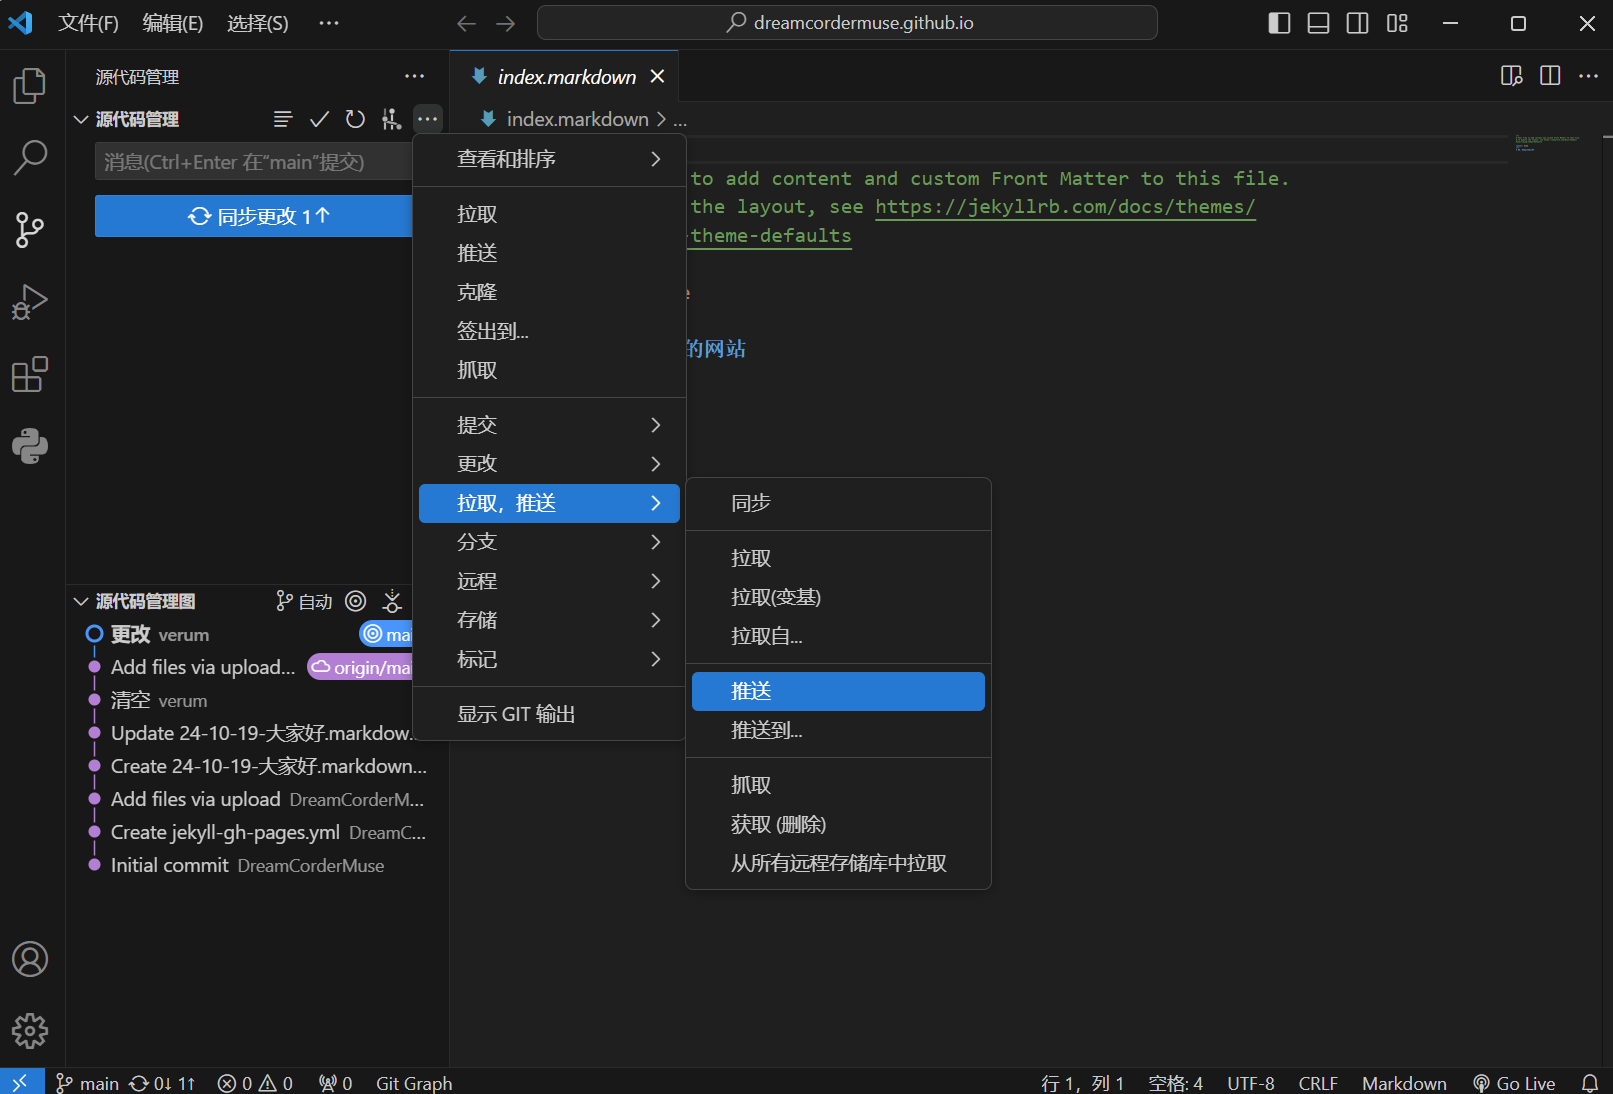 文件(F) 编辑(E) 选择(S) ··· dreamcordermuse.github.io
源代码管理 ···
index.markdown
源代码管理
index.markdown > ...
消息(Ctrl+Enter 在“main”提交)
同步更改 1↑
查看和排序
拉取
推送
克隆
签出到...
抓取
提交
更改
拉取，推送
分支
远程
存储
标记
显示 GIT 输出
同步
拉取
拉取(变基)
拉取自...
推送
推送到...
抓取
获取 (删除)
从所有远程存储库中拉取
to add content and custom Front Matter to this file.
the layout, see https://jekyllrb.com/docs/themes/
-theme-defaults
的网站
源代码管理图 自动
更改 verum mai
Add files via upload... origin/mai
清空 verum
Update 24-10-19-大家好.markdow...
Create 24-10-19-大家好.markdown...
Add files via upload DreamCorderM...
Create jekyll-gh-pages.yml DreamC...
Initial commit DreamCorderMuse
main 0↓ 1↑ 0 0 0 Git Graph 行 1，列 1 空格: 4 UTF-8 CRLF Markdown Go Live